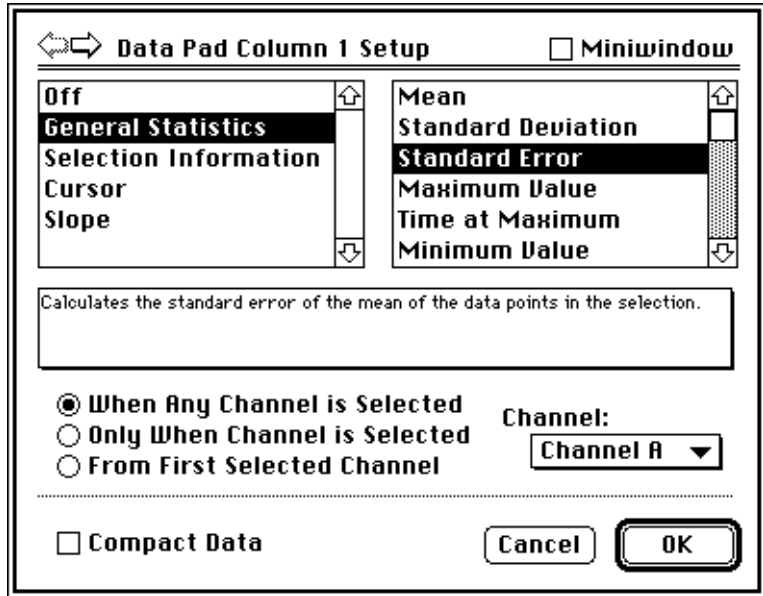 Data Pad Column 1 Setup
Miniwindow
Off
General Statistics
Selection Information
Cursor
Slope
Mean
Standard Deviation
Standard Error
Maximum Value
Time at Maximum
Minimum Value
Calculates the standard error of the mean of the data points in the selection.
When Any Channel is Selected
Only When Channel is Selected
From First Selected Channel
Channel:
Channel A
Compact Data
Cancel
OK